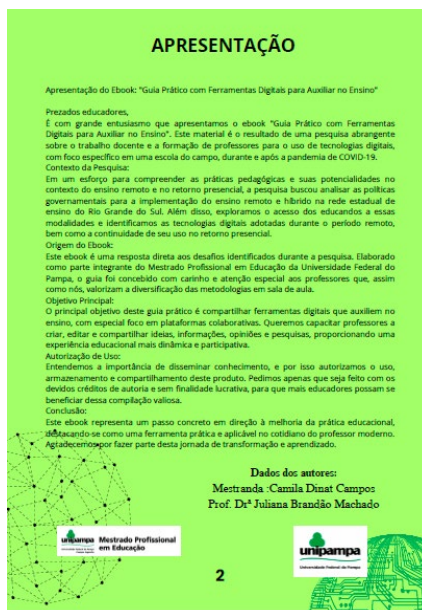 APRESENTAÇÃO
Apresentação do Ebook: "Guia Prático com Ferramentas Digitais para Auxiliar no Ensino"
Prezados educadores,
É com grande entusiasmo que apresentamos o ebook "Guia Prático com Ferramentas
Digitais para Auxiliar no Ensino". Este material é o resultado de uma pesquisa abrangente
sobre o trabalho docente e a formação de professores para o uso de tecnologias digitais,
com foco específico em uma escola do campo, durante e após a pandemia de COVID-19.
Contexto da Pesquisa:
Em um esforço para compreender as práticas pedagógicas e suas potencialidades no
contexto do ensino remoto e no retorno presencial, a pesquisa buscou analisar as políticas
governamentais para a implementação do ensino remoto e híbrido na rede estadual de
ensino do Rio Grande do Sul. Além disso, exploramos o acesso dos educandos a essas
modalidades e identificamos as tecnologias digitais adotadas durante o período remoto,
bem como a continuidade de seu uso no retorno presencial.
Origem do Ebook:
Este ebook é uma resposta direta aos desafios identificados durante a pesquisa. Elaborado
como parte integrante do Mestrado Profissional em Educação da Universidade Federal do
Pampa, o guia foi concebido com carinho e atenção especial aos professores que, assim
como nós, valorizam a diversificação das metodologias em sala de aula.
Objetivo Principal:
O principal objetivo deste guia prático é compartilhar ferramentas digitais que auxiliem no
ensino, com especial foco em plataformas colaborativas. Queremos capacitar professores a
criar, editar e compartilhar ideias, informações, opiniões e pesquisas, proporcionando uma
experiência educacional mais dinâmica e participativa.
Autorização de Uso:
Entendemos a importância de disseminar conhecimento, e por isso autorizamos o uso,
armazenamento e compartilhamento deste produto. Pedimos apenas que seja feito com os
devidos créditos de autoria e sem finalidade lucrativa, para que mais educadores possam se
beneficiar dessa compilação valiosa.
Conclusão:
Este ebook representa um passo concreto em direção à melhoria da prática educacional,
destacando-se como uma ferramenta prática e aplicável no cotidiano do professor moderno.
Agradecemos por fazer parte desta jornada de transformação e aprendizado.
Dados dos autores:
Mestranda :Camila Dinat Campos
Prof. Drª Juliana Brandão Machado
unipampa
Mestrado Profissional
em Educação
unipampa
Universidade Federal do Pampa
2